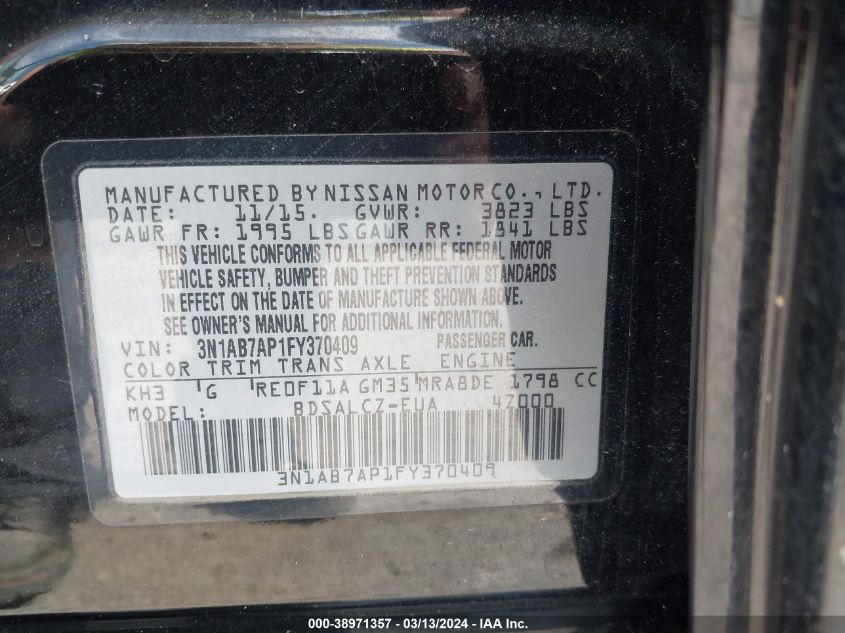 MANUFACTURED BY NISSAN MOTOR CO., LTD.
DATE: 11/15. GVWR: 3823 LBS
GAWR FR: 1995 LBS GAWR RR: 1841 LBS
THIS VEHICLE CONFORMS TO ALL APPLICABLE FEDERAL MOTOR
VEHICLE SAFETY, BUMPER AND THEFT PREVENTION STANDARDS
IN EFFECT ON THE DATE OF MANUFACTURE SHOWN ABOVE.
SEE OWNER'S MANUAL FOR ADDITIONAL INFORMATION.
VIN: 3N1AB7AP1FY370409 PASSENGER CAR.
COLOR TRIM TRANS AXLE ENGINE
KH3 G RE0F11A GM35 MRA8DE 1798 CC
MODEL: BDSALCZ-EUA 4Z000
3N1AB7AP1FY370409
000-38971357 - 03/13/2024 - © IAA Inc.